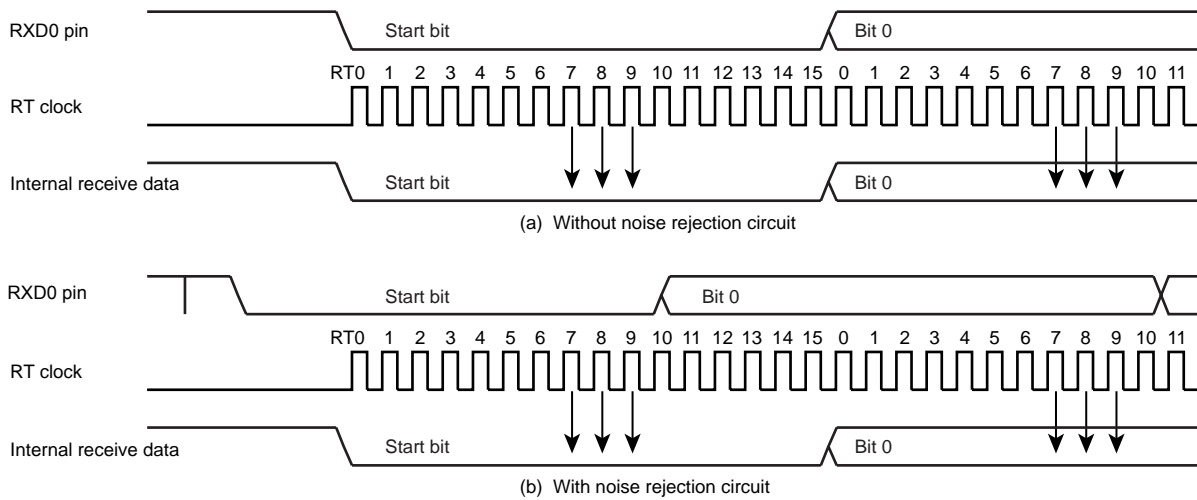 RXD0 pin
Start bit
Bit 0
RT0 1 2 3 4 5 6 7 8 9 10 11 12 13 14 15 0 1 2 3 4 5 6 7 8 9 10 11
RT clock
Internal receive data
Start bit
Bit 0
(a) Without noise rejection circuit
RXD0 pin
Start bit
Bit 0
RT0 1 2 3 4 5 6 7 8 9 10 11 12 13 14 15 0 1 2 3 4 5 6 7 8 9 10 11
RT clock
Internal receive data
Start bit
Bit 0
(b) With noise rejection circuit